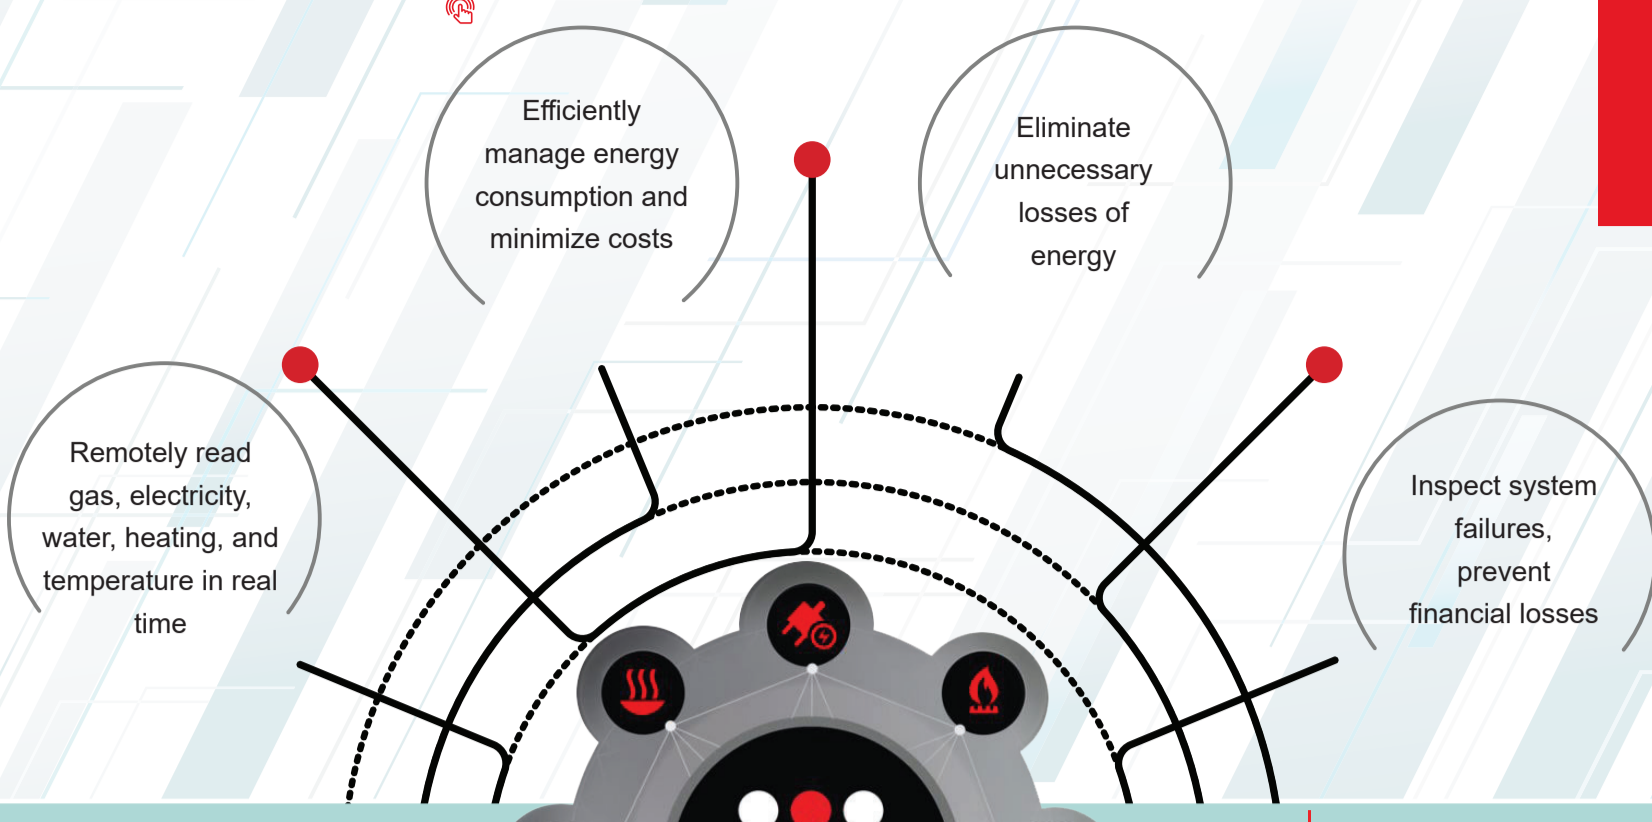 Efficiently
manage energy
consumption and
minimize costs
Eliminate
unnecessary
losses of
energy
Remotely read
gas, electricity,
water, heating, and
temperature in real
time
Inspect system
failures,
prevent
financial losses